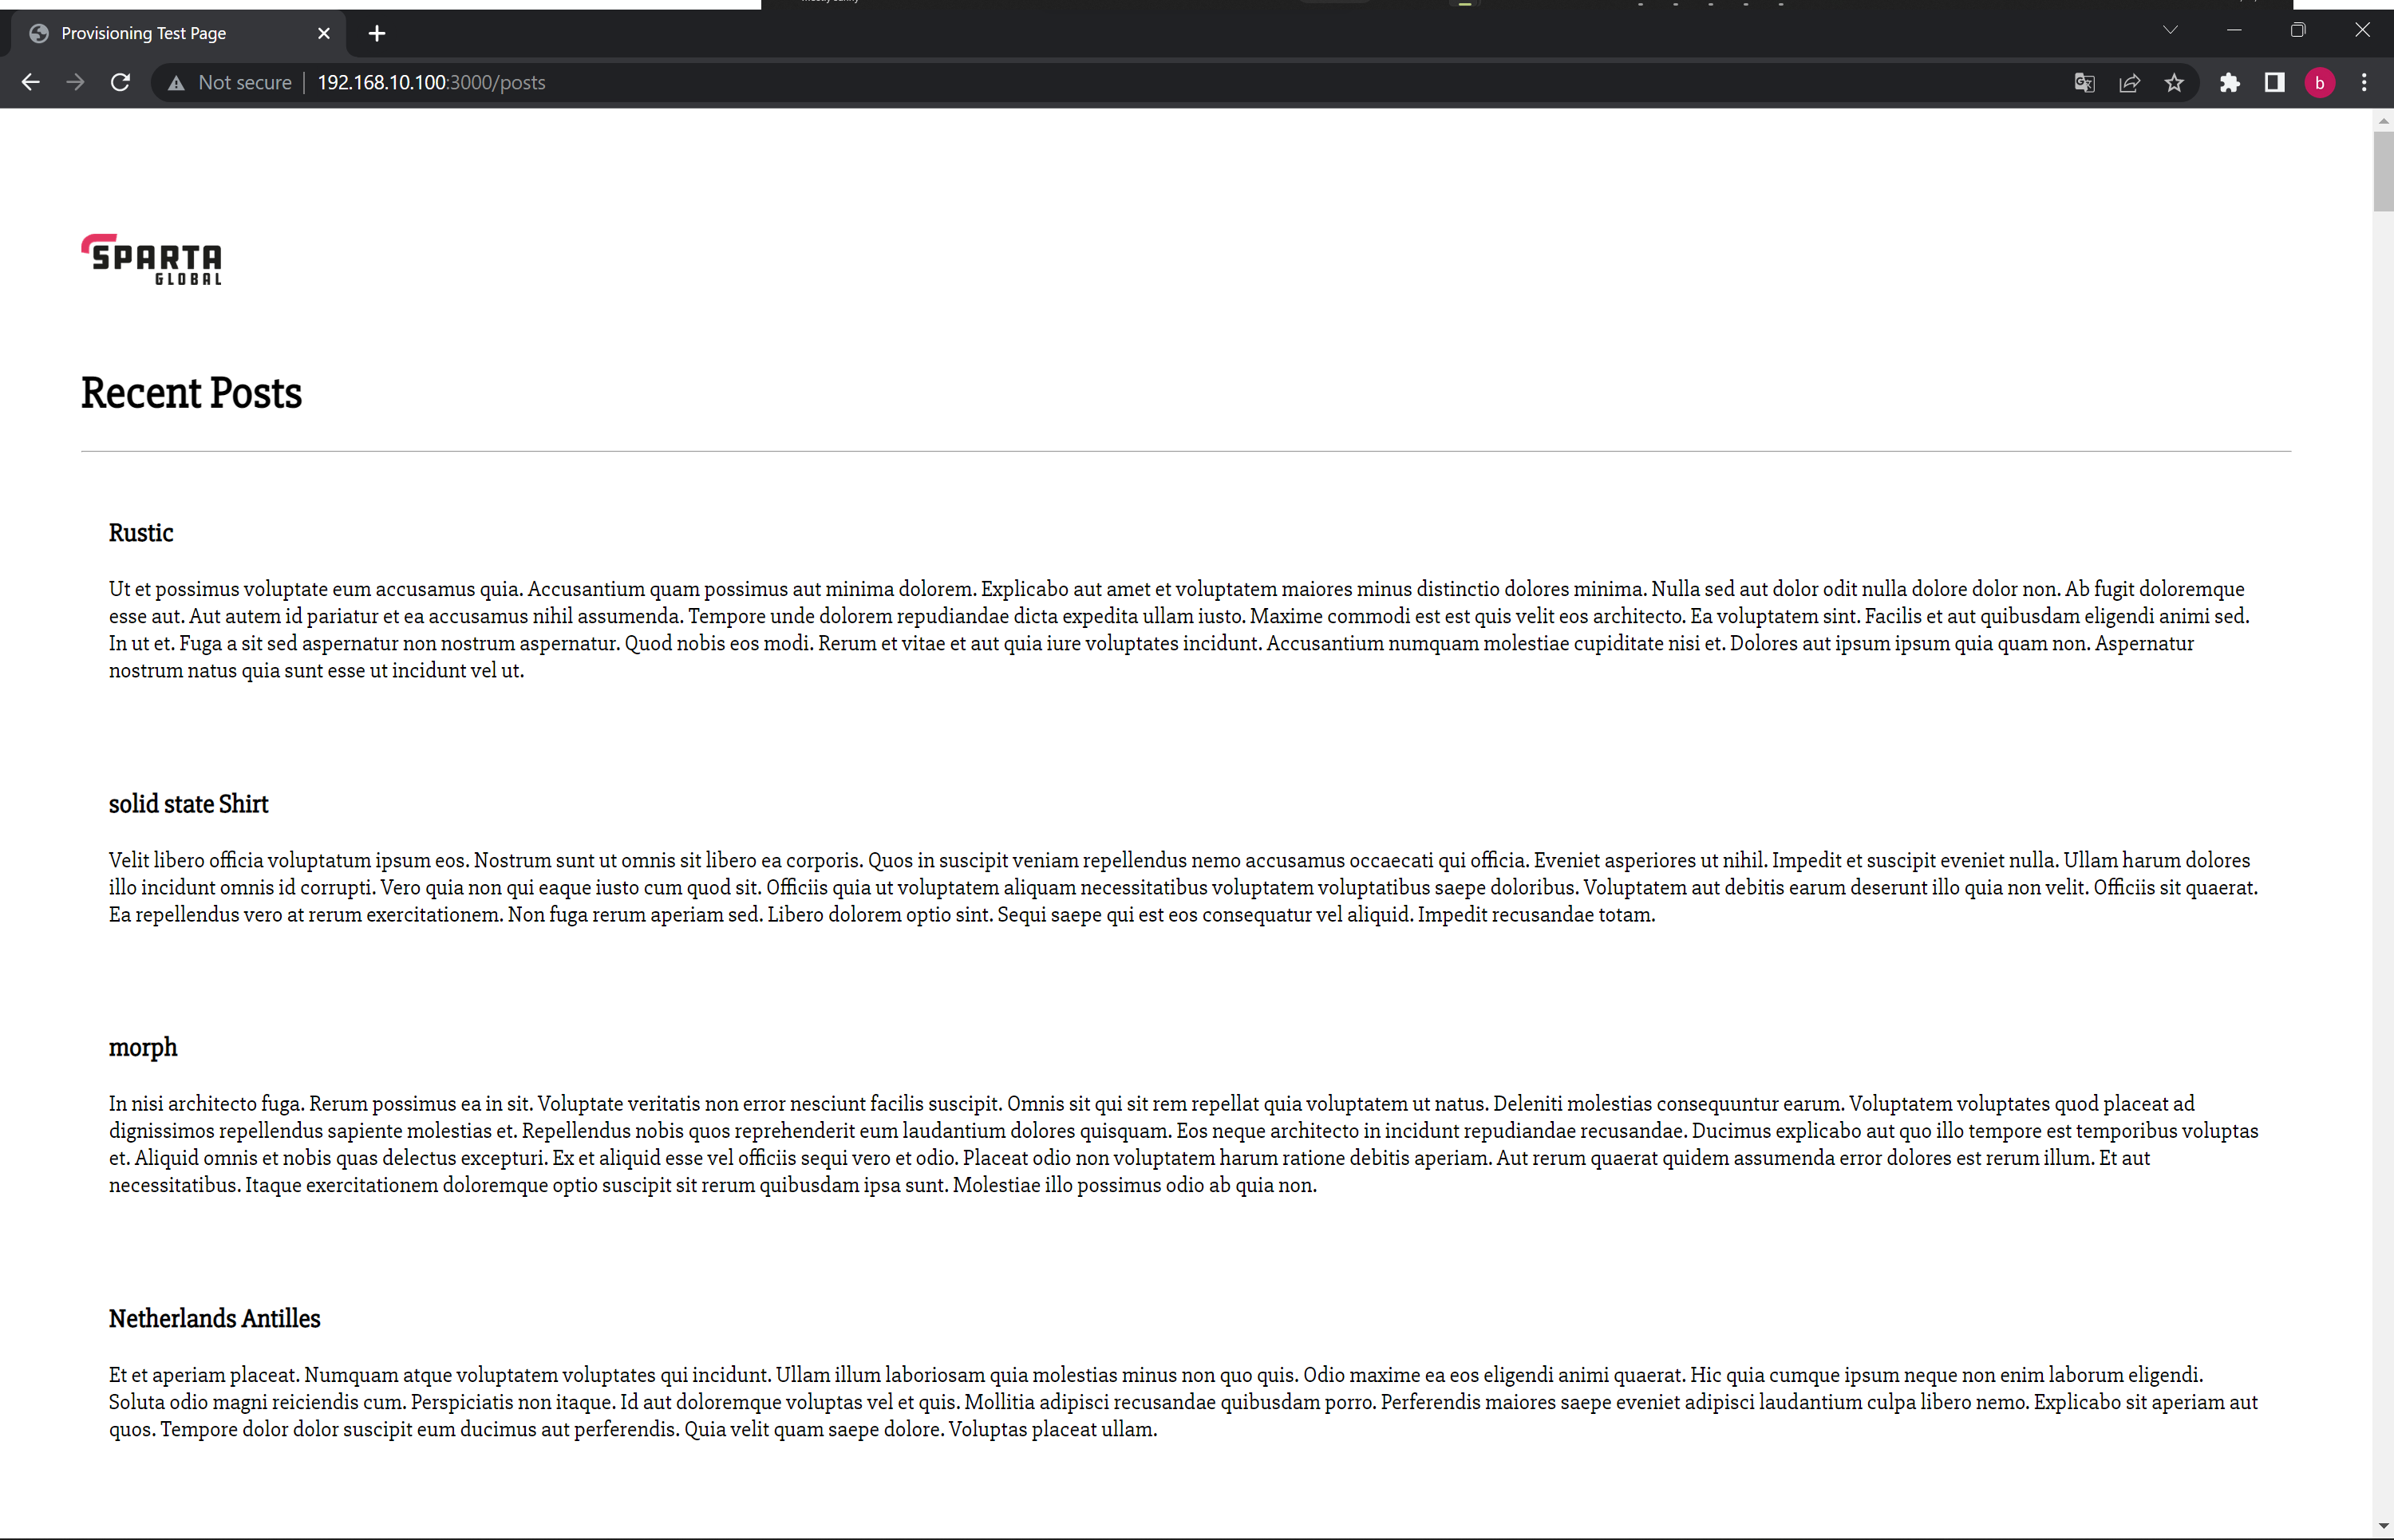 Provisioning Test Page
Not secure
192.168.10.100:3000/posts
b
SPARTA
GLOBAL
Recent Posts
Rustic
Ut et possimus voluptate eum accusamus quia. Accusantium quam possimus aut minima dolorem. Explicabo aut amet et voluptatem maiores minus distinctio dolores minima. Nulla sed aut dolor odit nulla dolore dolor non. Ab fugit doloremque
esse aut. Aut autem id pariatur et ea accusamus nihil assumenda. Tempore unde dolorem repudiandae dicta expedita ullam iusto. Maxime commodi est est quis velit eos architecto. Ea voluptatem sint. Facilis et aut quibusdam eligendi animi sed.
In ut et. Fuga a sit sed aspernatur non nostrum aspernatur. Quod nobis eos modi. Rerum et vitae et aut quia iure voluptates incidunt. Accusantium numquam molestiae cupiditate nisi et. Dolores aut ipsum ipsum quia quam non. Aspernatur
nostrum natus quia sunt esse ut incidunt vel ut.
solid state Shirt
Velit libero officia voluptatum ipsum eos. Nostrum sunt ut omnis sit libero ea corporis. Quos in suscipit veniam repellendus nemo accusamus occaecati qui officia. Eveniet asperiores ut nihil. Impedit et suscipit eveniet nulla. Ullam harum dolores
illo incidunt omnis id corrupti. Vero quia non qui eaque iusto cum quod sit. Officiis quia ut voluptatem aliquam necessitatibus voluptatem voluptatibus saepe doloribus. Voluptatem aut debitis earum deserunt illo quia non velit. Officiis sit quaerat.
Ea repellendus vero at rerum exercitationem. Non fuga rerum aperiam sed. Libero dolorem optio sint. Sequi saepe qui est eos consequatur vel aliquid. Impedit recusandae totam.
morph
In nisi architecto fuga. Rerum possimus ea in sit. Voluptate veritatis non error nesciunt facilis suscipit. Omnis sit qui sit rem repellat quia voluptatem ut natus. Deleniti molestias consequuntur earum. Voluptatem voluptates quod placeat ad
dignissimos repellendus sapiente molestias et. Repellendus nobis quos reprehenderit eum laudantium dolores quisquam. Eos neque architecto in incidunt repudiandae recusandae. Ducimus explicabo aut quo illo tempore est temporibus voluptas
et. Aliquid omnis et nobis quas delectus excepturi. Ex et aliquid esse vel officiis sequi vero et odio. Placeat odio non voluptatem harum ratione debitis aperiam. Aut rerum quaerat quidem assumenda error dolores est rerum illum. Et aut
necessitatibus. Itaque exercitationem doloremque optio suscipit sit rerum quibusdam ipsa sunt. Molestiae illo possimus odio ab quia non.
Netherlands Antilles
Et et aperiam placeat. Numquam atque voluptatem voluptates qui incidunt. Ullam illum laboriosam quia molestias minus non quo quis. Odio maxime ea eos eligendi animi quaerat. Hic quia cumque ipsum neque non enim laborum eligendi.
Soluta odio magni reiciendis cum. Perspiciatis non itaque. Id aut doloremque voluptas vel et quis. Mollitia adipisci recusandae quibusdam porro. Perferendis maiores saepe eveniet adipisci laudantium culpa libero nemo. Explicabo sit aperiam aut
quos. Tempore dolor dolor suscipit eum ducimus aut perferendis. Quia velit quam saepe dolore. Voluptas placeat ullam.